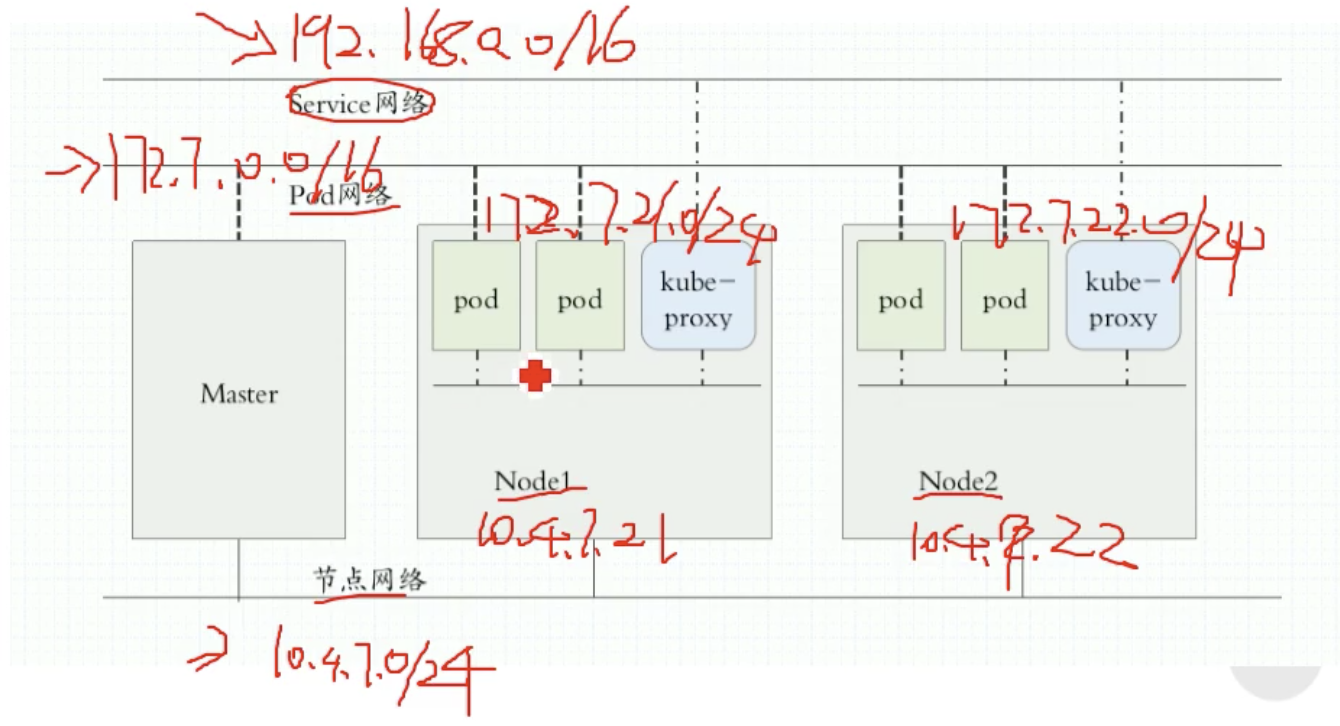 192.168.0.0/16
Service网络
172.7.0.0/16
Pod网络
172.7.21.0/24
172.7.22.0/24
pod
pod
kube-
proxy
pod
pod
kube-
proxy
Master
Node1
Node2
10.4.7.21
10.4.7.22
节点网络
10.4.7.0/24